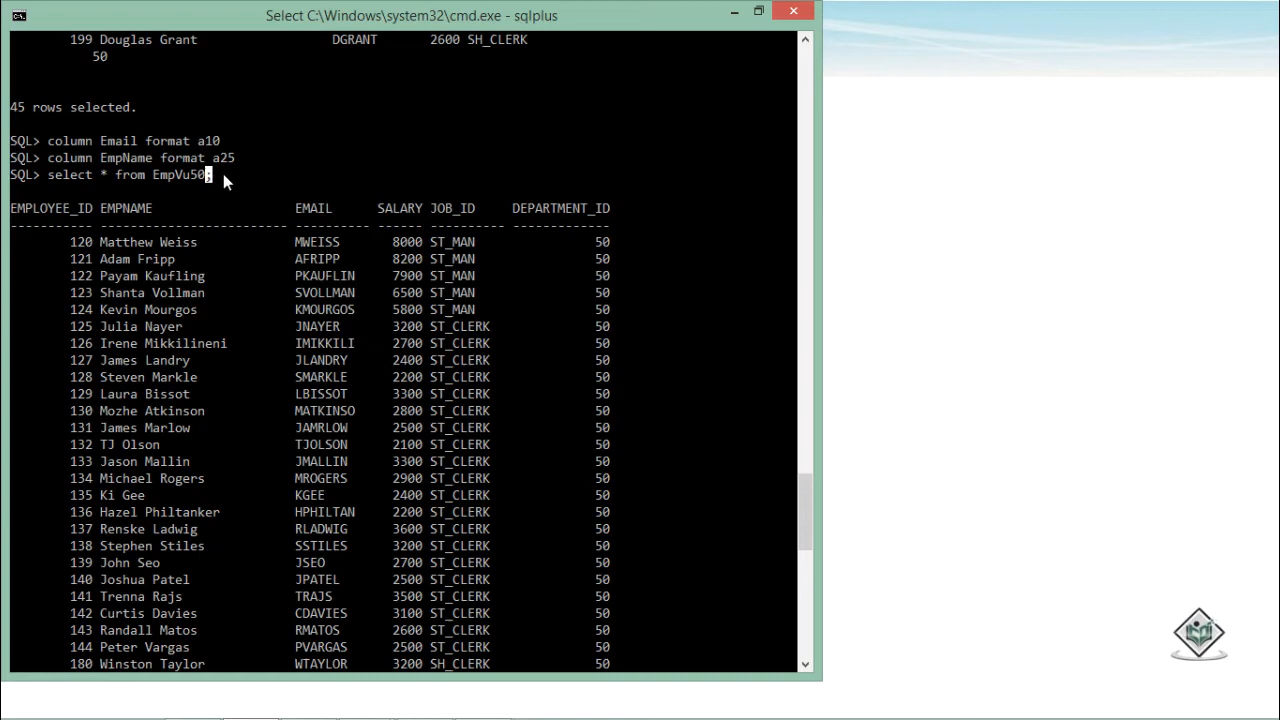 Select C:\Windows\system32\cmd.exe - sqlplus
199 Douglas Grant DGRANT 2600 SH_CLERK
50
45 rows selected.
SQL> column Email format a10
SQL> column EmpName format a25
SQL> select * from EmpVu50;
EMPLOYEE_ID EMPNAME EMAIL SALARY JOB_ID DEPARTMENT_ID
----------- ------------------------- ---------- ------ ---------- -------------
120 Matthew Weiss MWEISS 8000 ST_MAN 50
121 Adam Fripp AFRIPP 8200 ST_MAN 50
122 Payam Kaufling PKAUFLIN 7900 ST_MAN 50
123 Shanta Vollman SVOLLMAN 6500 ST_MAN 50
124 Kevin Mourgos KMOURGOS 5800 ST_MAN 50
125 Julia Nayer JNAYER 3200 ST_CLERK 50
126 Irene Mikkilineni IMIKKILI 2700 ST_CLERK 50
127 James Landry JLANDRY 2400 ST_CLERK 50
128 Steven Markle SMARKLE 2200 ST_CLERK 50
129 Laura Bissot LBISSOT 3300 ST_CLERK 50
130 Mozhe Atkinson MATKINSO 2800 ST_CLERK 50
131 James Marlow JAMRLOW 2500 ST_CLERK 50
132 TJ Olson TJOLSON 2100 ST_CLERK 50
133 Jason Mallin JMALLIN 3300 ST_CLERK 50
134 Michael Rogers MROGERS 2900 ST_CLERK 50
135 Ki Gee KGEE 2400 ST_CLERK 50
136 Hazel Philtanker HPHILTAN 2200 ST_CLERK 50
137 Renske Ladwig RLADWIG 3600 ST_CLERK 50
138 Stephen Stiles SSTILES 3200 ST_CLERK 50
139 John Seo JSEO 2700 ST_CLERK 50
140 Joshua Patel JPATEL 2500 ST_CLERK 50
141 Trenna Rajs TRAJS 3500 ST_CLERK 50
142 Curtis Davies CDAVIES 3100 ST_CLERK 50
143 Randall Matos RMATOS 2600 ST_CLERK 50
144 Peter Vargas PVARGAS 2500 ST_CLERK 50
180 Winston Taylor WTAYLOR 3200 SH_CLERK 50